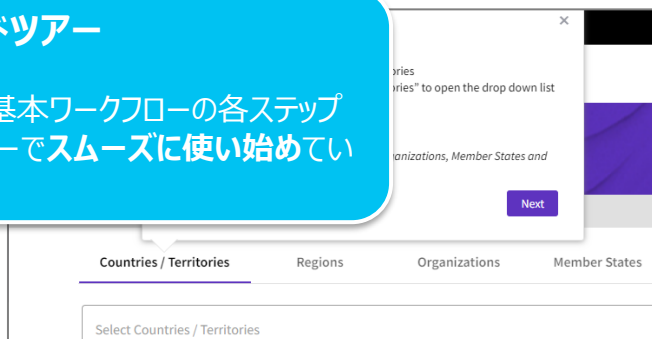 ドツアー
基本ワークフローの各ステップ
ーでスムーズに使い始めてい
ories
ories” to open the drop down list
anizations, Member States and
Next
Countries / Territories
Regions
Organizations
Member States
Select Countries / Territories